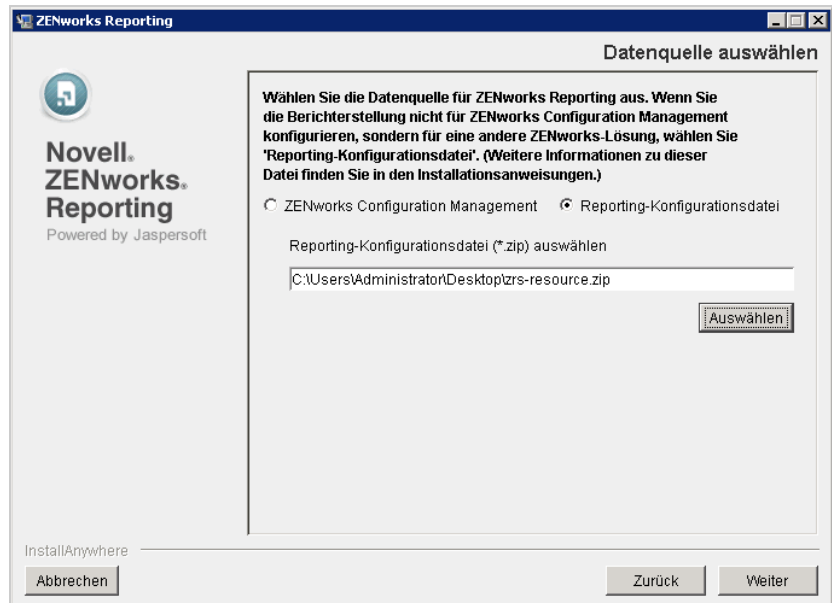 ZENworks Reporting
Datenquelle auswählen
Novell.
ZENworks.
Reporting
Powered by Jaspersoft
Wählen Sie die Datenquelle für ZENworks Reporting aus. Wenn Sie
die Berichterstellung nicht für ZENworks Configuration Management
konfigurieren, sondern für eine andere ZENworks-Lösung, wählen Sie
'Reporting-Konfigurationsdatei'. (Weitere Informationen zu dieser
Datei finden Sie in den Installationsanweisungen.)
ZENworks Configuration Management Reporting-Konfigurationsdatei
Reporting-Konfigurationsdatei (*.zip) auswählen
C:\Users\Administrator\Desktop\zrs-resource.zip
Auswählen
InstallAnywhere
Abbrechen Zurück Weiter